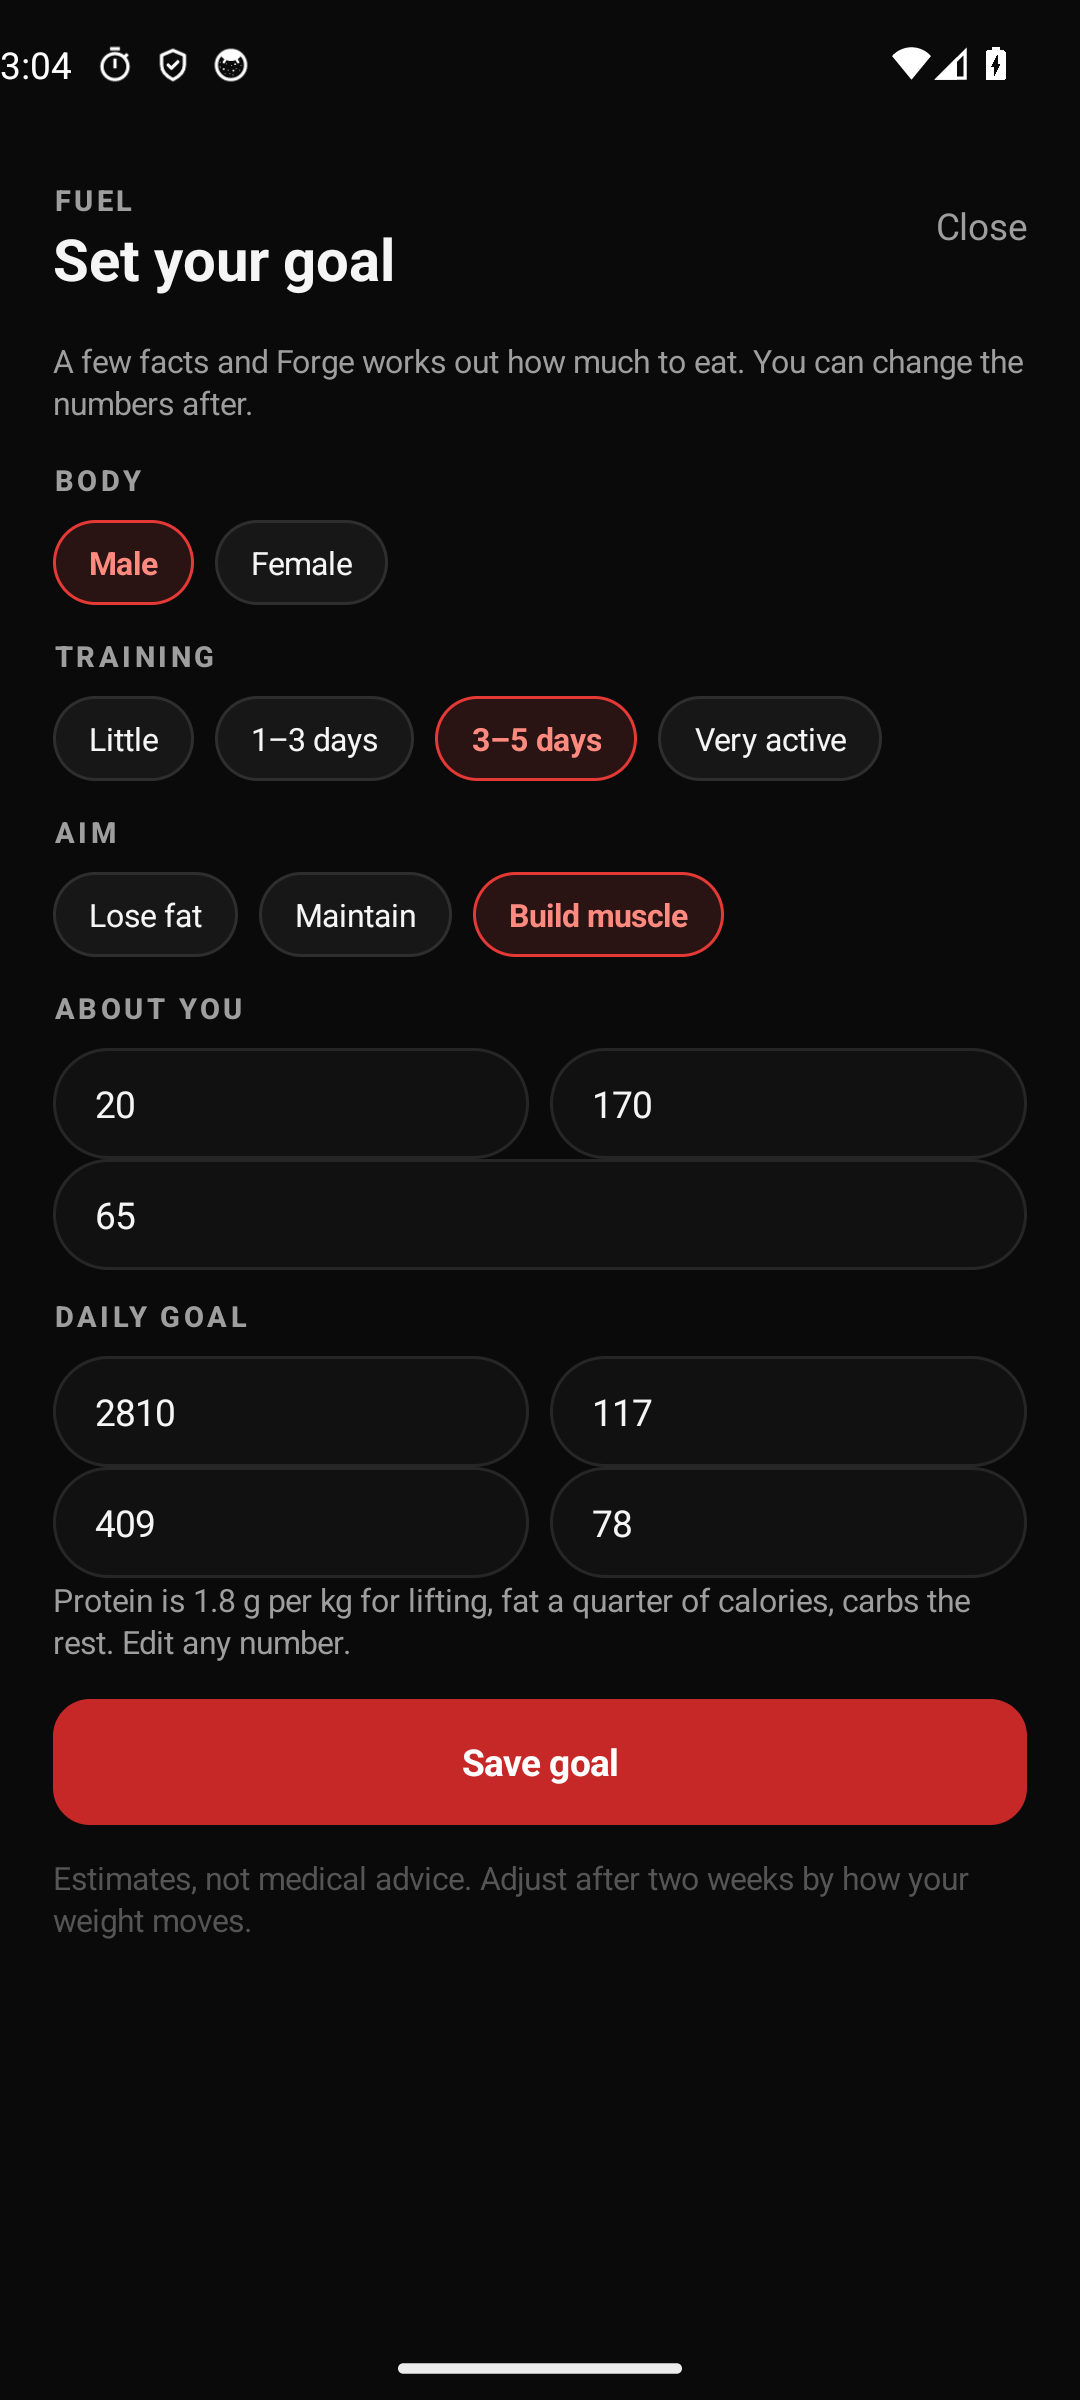 3:04
FUEL
Set your goal
Close
A few facts and Forge works out how much to eat. You can change the
numbers after.
BODY
Male
Female
TRAINING
Little
1–3 days
3–5 days
Very active
AIM
Lose fat
Maintain
Build muscle
ABOUT YOU
20
170
65
DAILY GOAL
2810
117
409
78
Protein is 1.8 g per kg for lifting, fat a quarter of calories, carbs the
rest. Edit any number.
Save goal
Estimates, not medical advice. Adjust after two weeks by how your
weight moves.